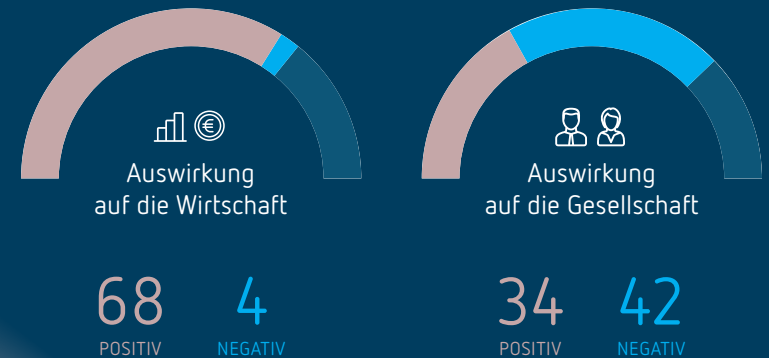 €
Auswirkung
auf die Wirtschaft
68
4
POSITIV
NEGATIV
Auswirkung
auf die Gesellschaft
34
42
POSITIV
NEGATIV